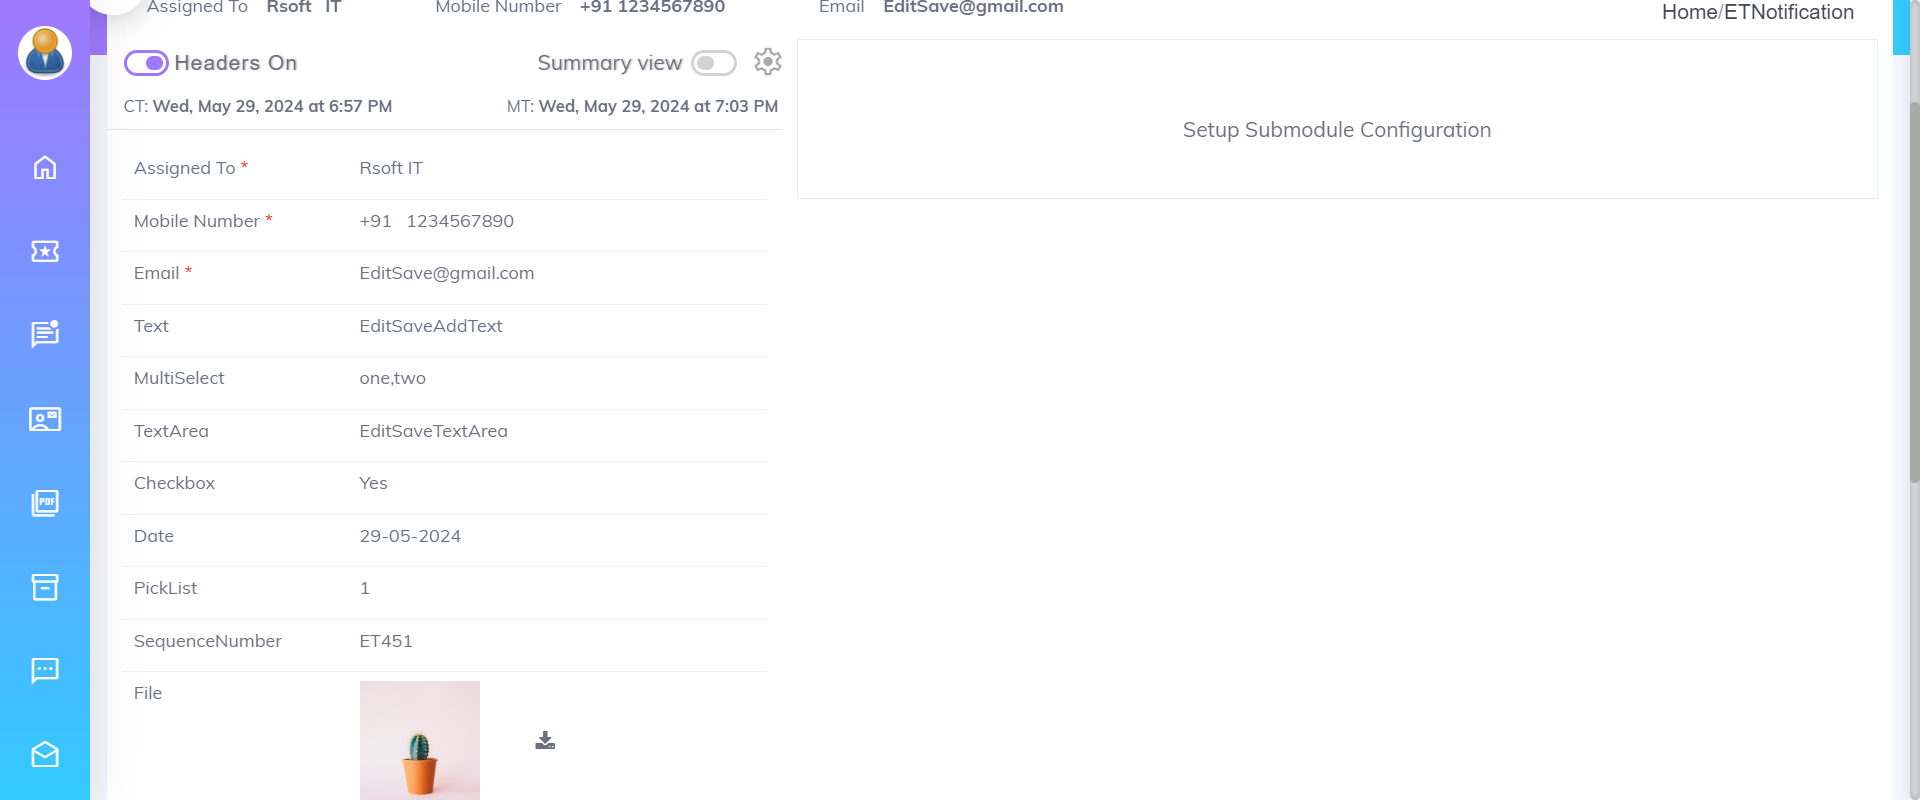 Assigned To Rsoft IT Mobile Number +91 1234567890 Email EditSave@gmail.com
Home/ETNotification
Headers On Summary view
CT: Wed, May 29, 2024 at 6:57 PM MT: Wed, May 29, 2024 at 7:03 PM
Setup Submodule Configuration
Assigned To * Rsoft IT
Mobile Number * +91 1234567890
Email * EditSave@gmail.com
Text EditSaveAddText
MultiSelect one,two
TextArea EditSaveTextArea
Checkbox Yes
Date 29-05-2024
PickList 1
SequenceNumber ET451
File
PDF